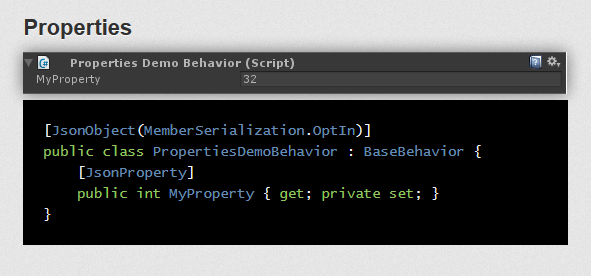 Properties
Properties Demo Behavior (Script)
MyProperty 32
[JsonObject(MemberSerialization.OptIn)]
public class PropertiesDemoBehavior : BaseBehavior {
    [JsonProperty]
    public int MyProperty { get; private set; }
}